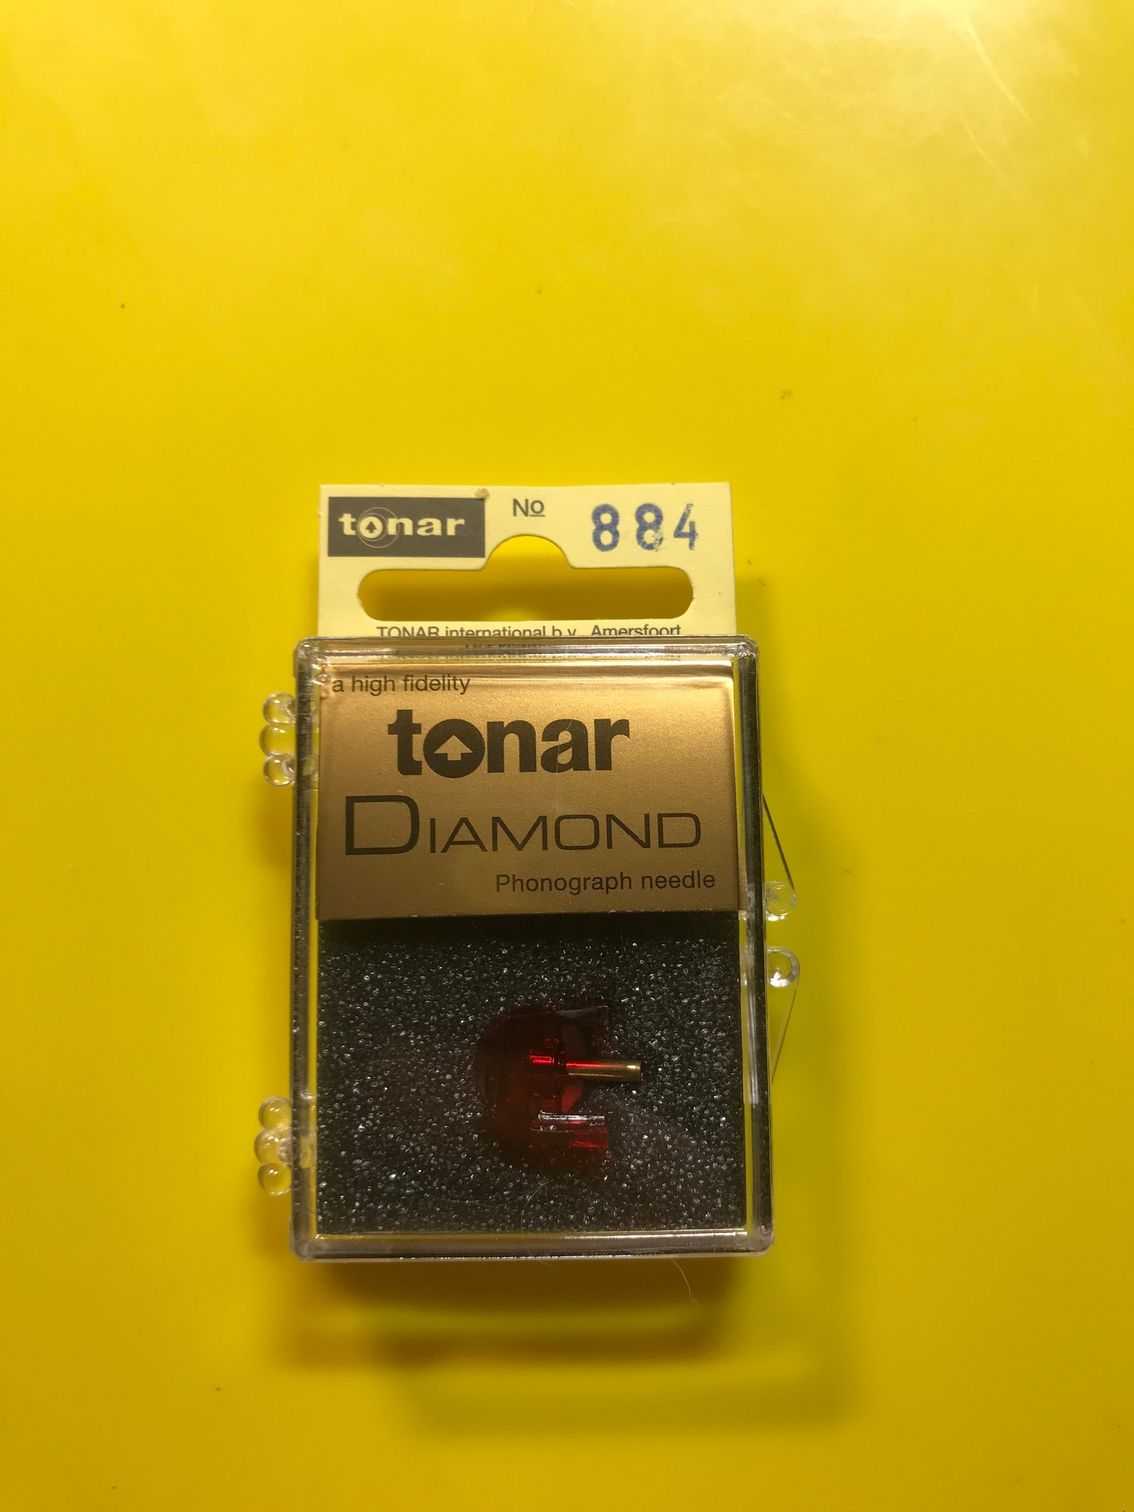 tonar No 884
TONAR international b.v. Amersfoort
a high fidelity
tonar
DIAMOND
Phonograph needle